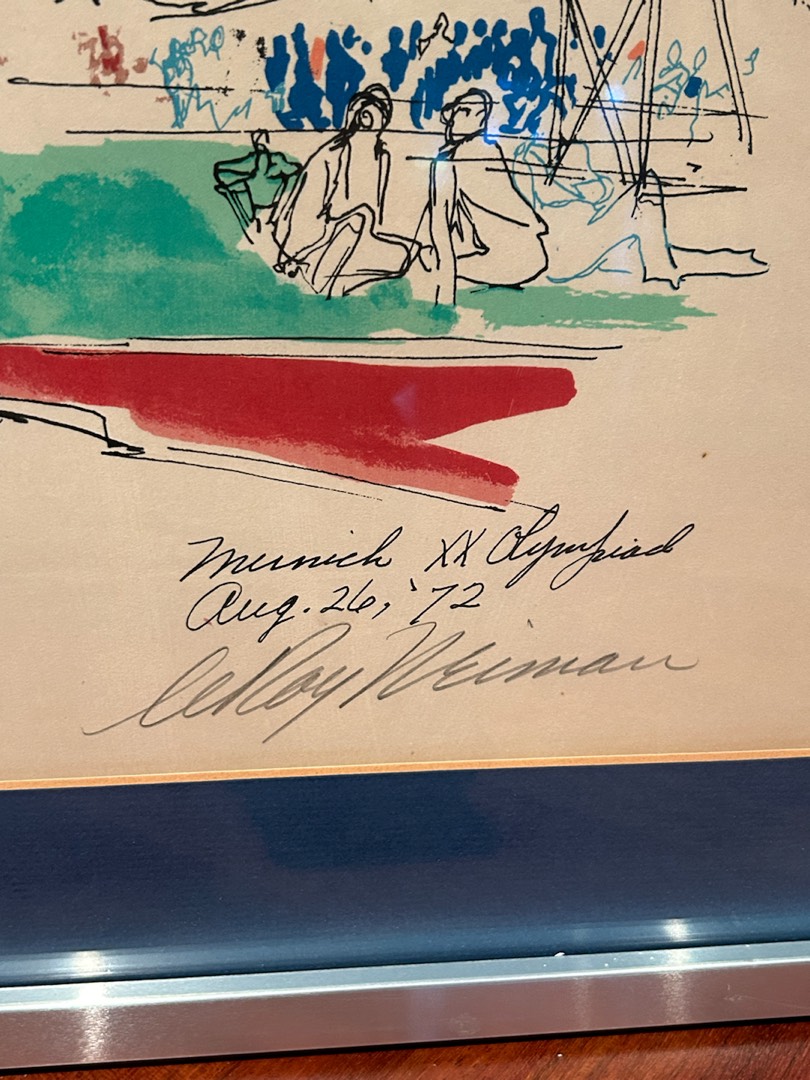 Munich XX Olympiad
Aug. 26, '72
LeRoy Neiman